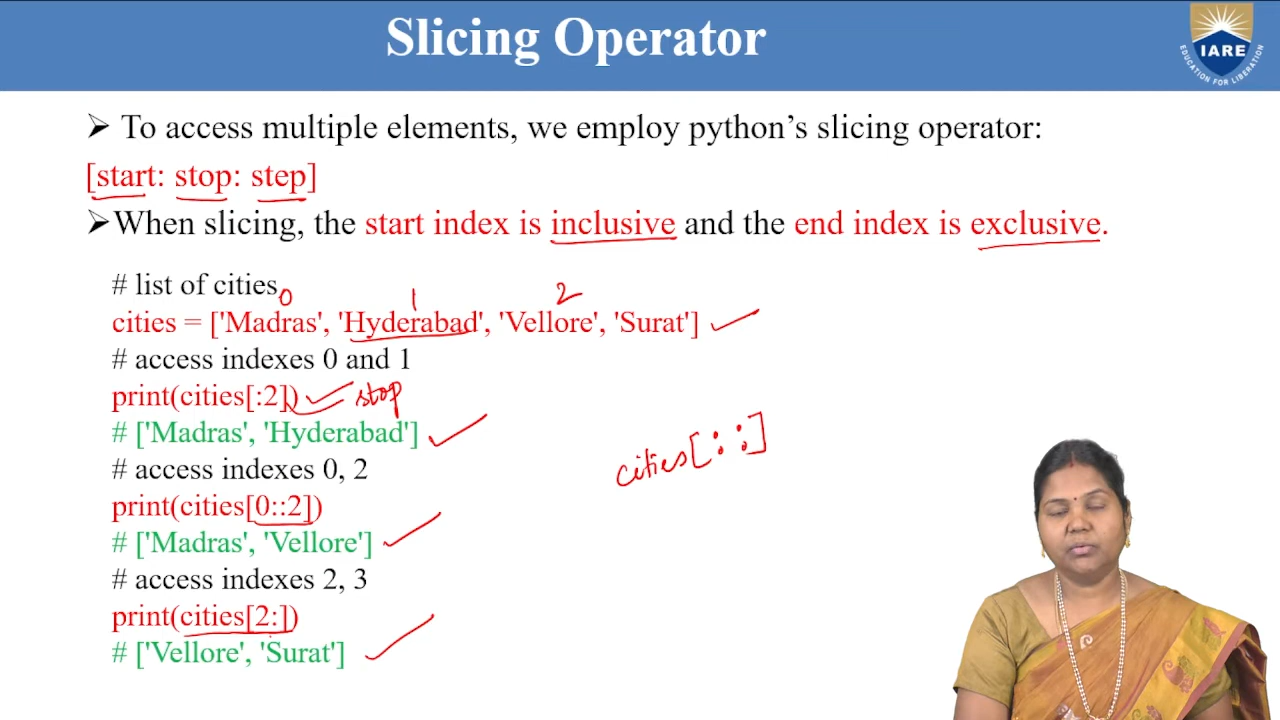 Slicing Operator
IARE
EDUCATION FOR LIBERATION
➤ To access multiple elements, we employ python’s slicing operator:
[start: stop: step]
➤When slicing, the start index is inclusive and the end index is exclusive.
# list of cities
0 1 2
cities = ['Madras', 'Hyderabad', 'Vellore', 'Surat']
# access indexes 0 and 1
print(cities[:2]) stop
# ['Madras', 'Hyderabad']
cities[::]
# access indexes 0, 2
print(cities[0::2])
# ['Madras', 'Vellore']
# access indexes 2, 3
print(cities[2:])
# ['Vellore', 'Surat']